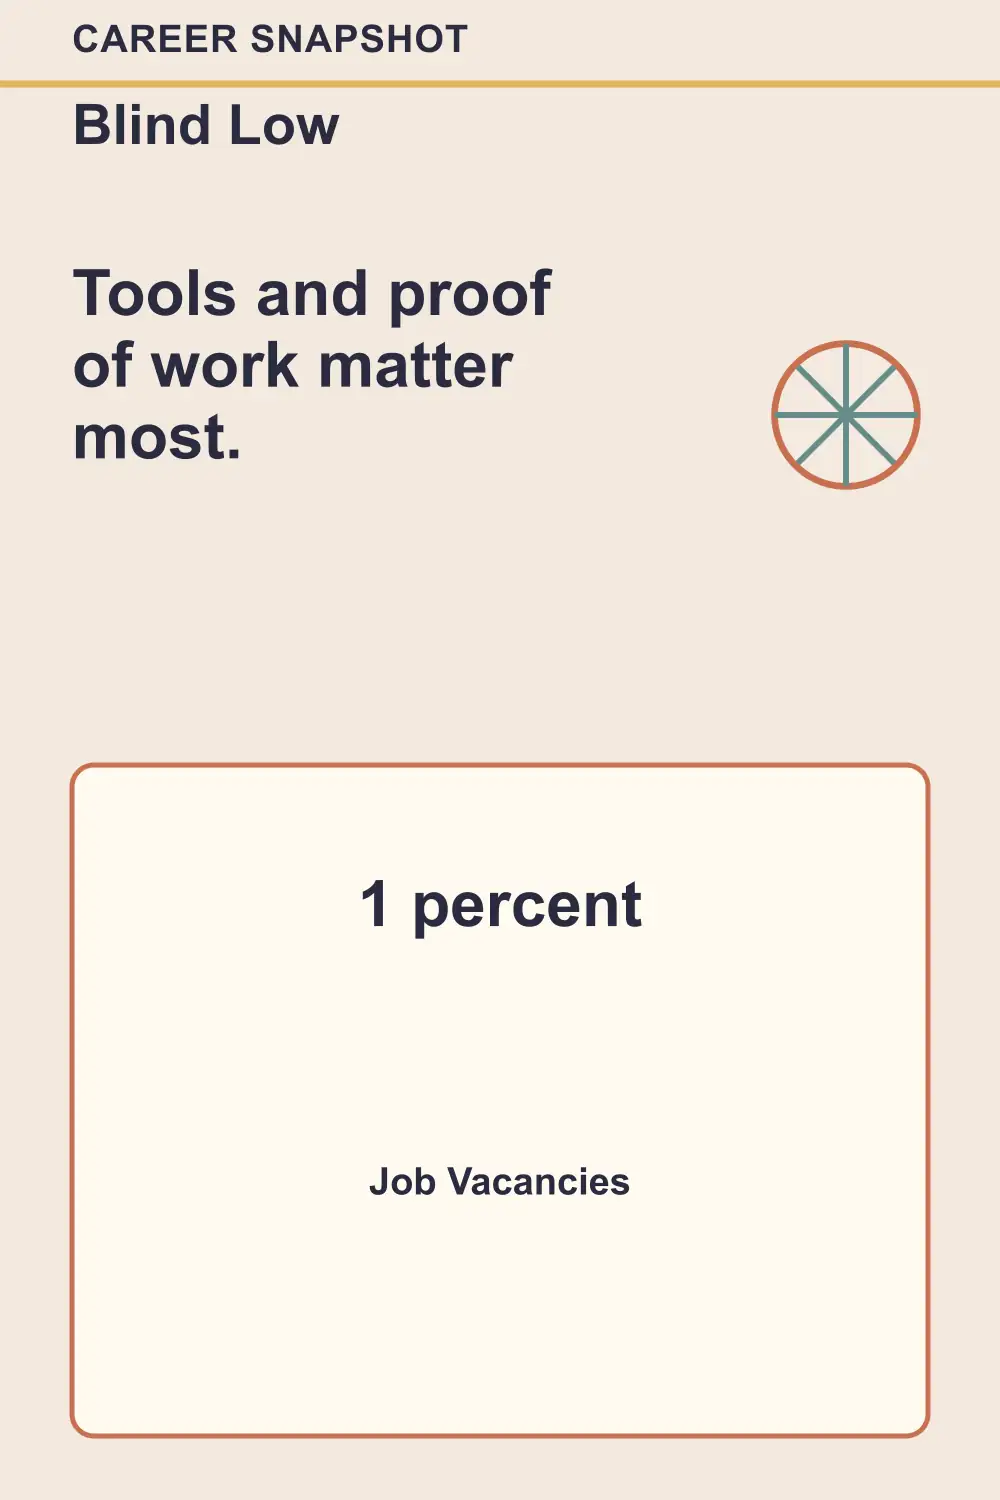 CAREER SNAPSHOT
Blind Low
Tools and proof
of work matter
most.
1 percent
Job Vacancies